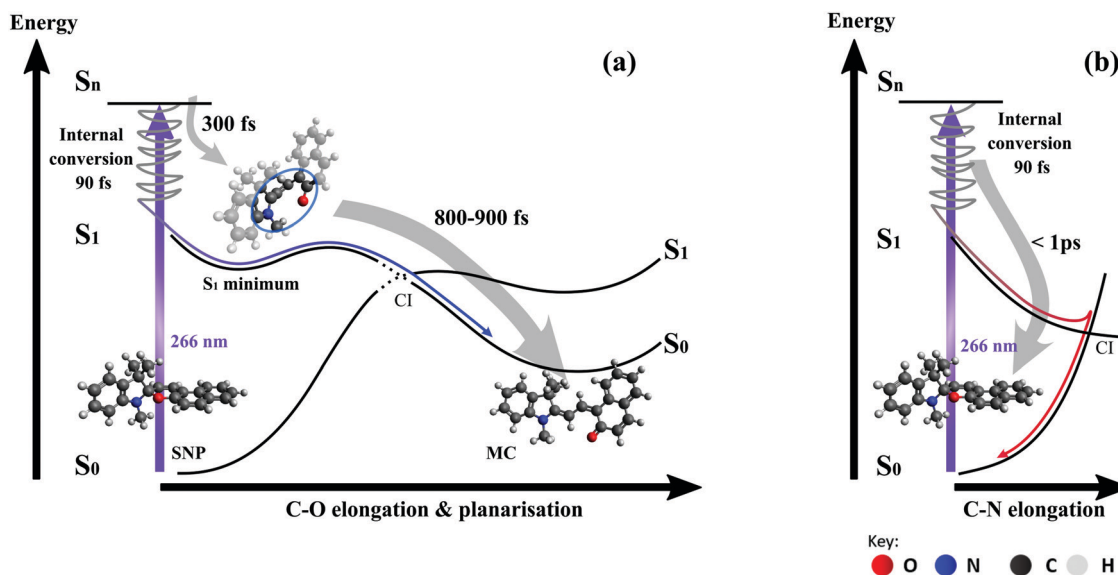 Energy
(a)
Sn
300 fs
Internal
conversion
90 fs
800-900 fs
S1
S1
S1 minimum
CI
266 nm
S0
SNP
MC
S0
C-O elongation & planarisation
Energy
(b)
Sn
Internal
conversion
90 fs
S1
< 1ps
266 nm
CI
S0
C-N elongation
Key:
O N C H